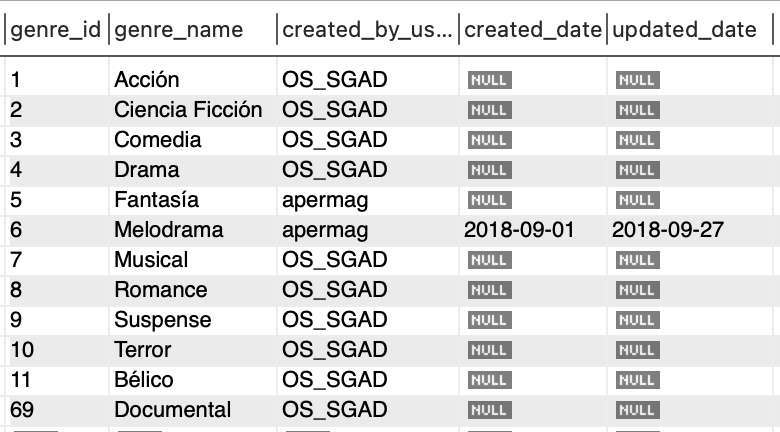 genre_id genre_name created_by_us... created_date updated_date
1 Acción OS_SGAD NULL NULL
2 Ciencia Ficción OS_SGAD NULL NULL
3 Comedia OS_SGAD NULL NULL
4 Drama OS_SGAD NULL NULL
5 Fantasía apermag NULL NULL
6 Melodrama apermag 2018-09-01 2018-09-27
7 Musical OS_SGAD NULL NULL
8 Romance OS_SGAD NULL NULL
9 Suspense OS_SGAD NULL NULL
10 Terror OS_SGAD NULL NULL
11 Bélico OS_SGAD NULL NULL
69 Documental OS_SGAD NULL NULL